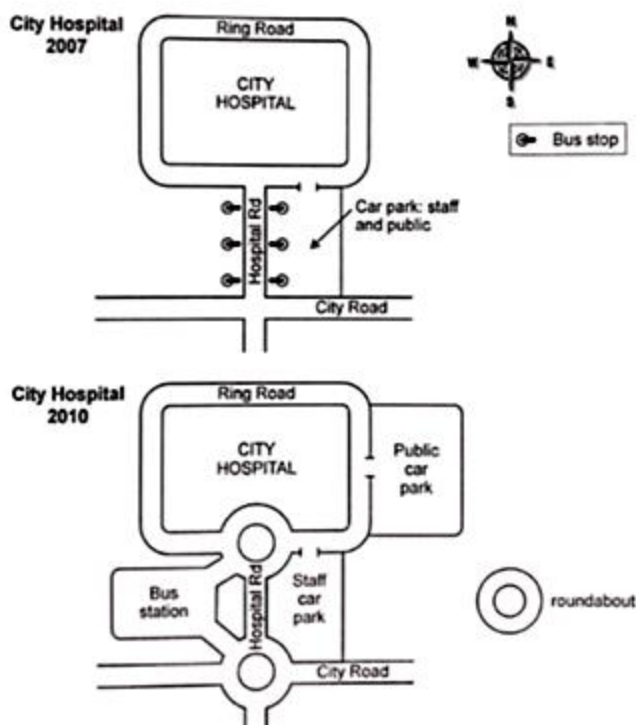 City Hospital
2007
Ring Road
CITY
HOSPITAL
N.
W.
E.
S.
Bus stop
Hospital Rd
Car park: staff
and public
City Road
City Hospital
2010
Ring Road
CITY
HOSPITAL
Public
car
park
Bus
station
Hospital Rd
Staff
car
park
roundabout
City Road